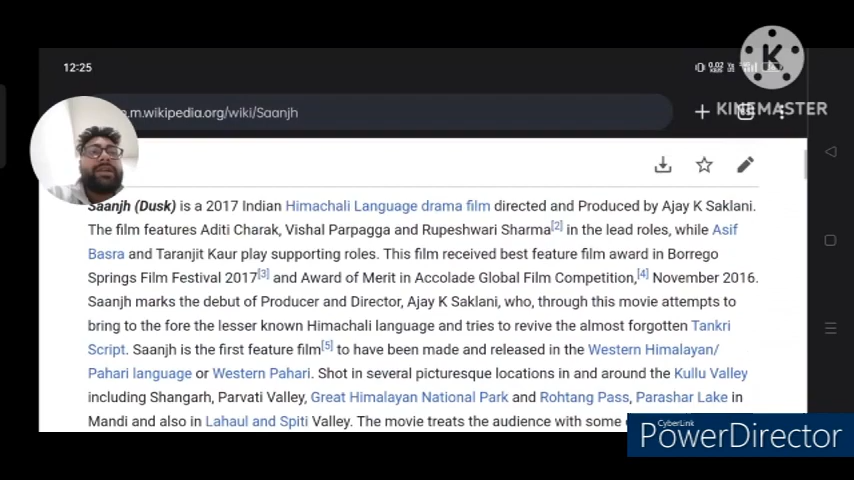 12:25
0.02
KINEMASTER
.m.wikipedia.org/wiki/Saanjh
Saanjh (Dusk) is a 2017 Indian Himachali Language drama film directed and Produced by Ajay K Saklani.
The film features Aditi Charak, Vishal Parpagga and Rupeshwari Sharma[2] in the lead roles, while Asif
Basra and Taranjit Kaur play supporting roles. This film received best feature film award in Borrego
Springs Film Festival 2017[3] and Award of Merit in Accolade Global Film Competition,[4] November 2016.
Saanjh marks the debut of Producer and Director, Ajay K Saklani, who, through this movie attempts to
bring to the fore the lesser known Himachali language and tries to revive the almost forgotten Tankri
Script. Saanjh is the first feature film[5] to have been made and released in the Western Himalayan/
Pahari language or Western Pahari. Shot in several picturesque locations in and around the Kullu Valley
including Shangarh, Parvati Valley, Great Himalayan National Park and Rohtang Pass, Parashar Lake in
Mandi and also in Lahaul and Spiti Valley. The movie treats the audience with some
CyberLink
PowerDirector